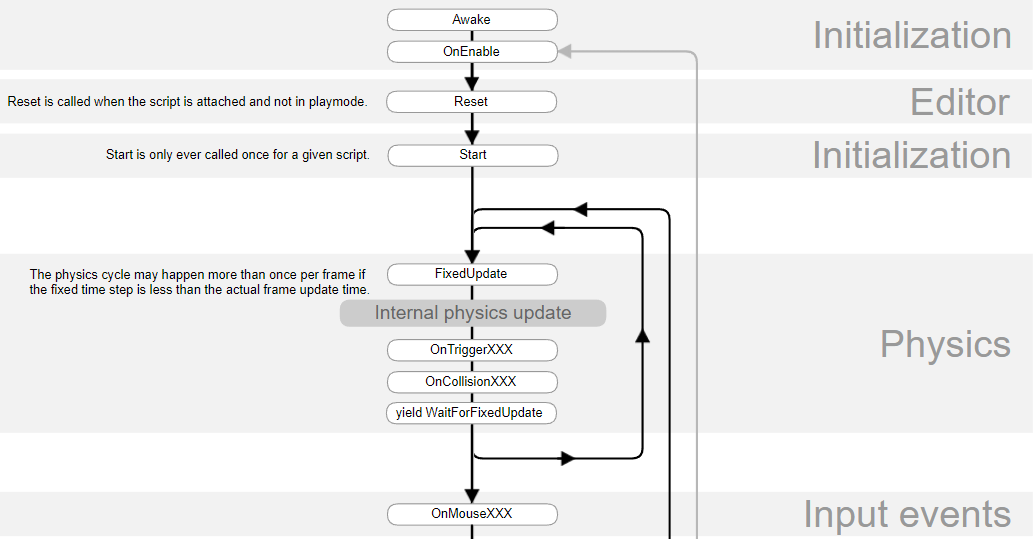 Awake
Initialization
OnEnable
Reset is called when the script is attached and not in playmode.
Reset
Editor
Start is only ever called once for a given script.
Start
Initialization
The physics cycle may happen more than once per frame if
the fixed time step is less than the actual frame update time.
FixedUpdate
Internal physics update
Physics
OnTriggerXXX
OnCollisionXXX
yield WaitForFixedUpdate
OnMouseXXX
Input events